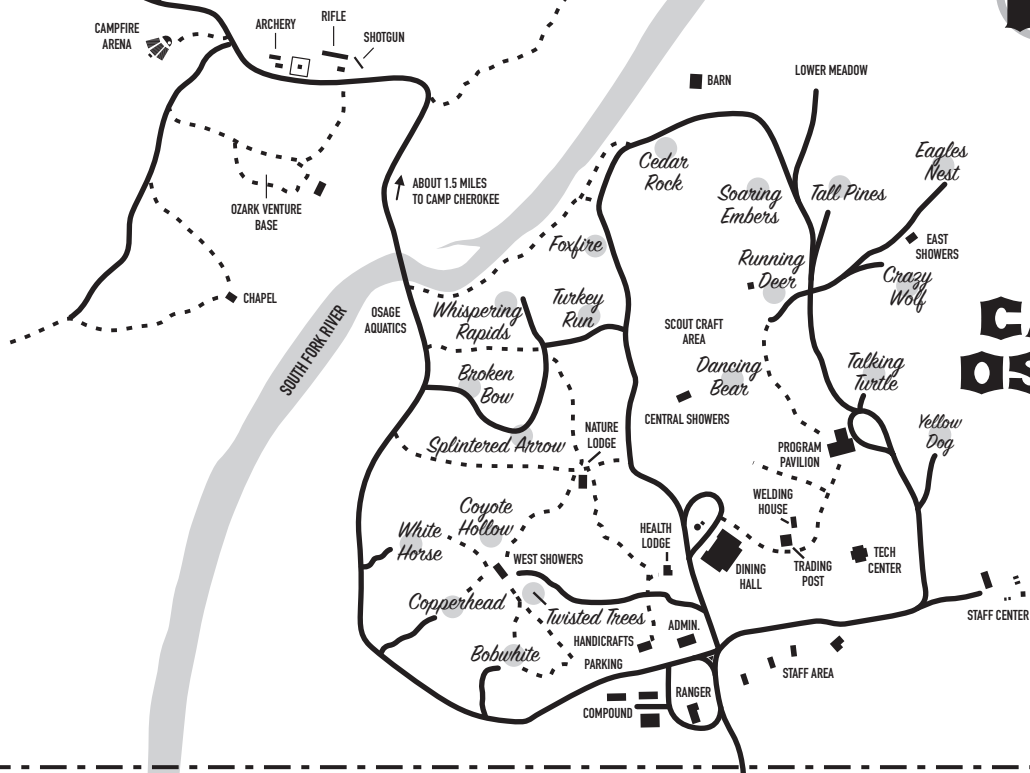 CAMPFIRE
ARENA
ARCHERY
RIFLE
SHOTGUN
BARN
LOWER MEADOW
Eagles
Nest
Cedar
Rock
Soaring
Embers
Tall Pines
ABOUT 1.5 MILES
TO CAMP CHEROKEE
OZARK VENTURE
BASE
Foxfire
Running
Deer
EAST
SHOWERS
Crazy
Wolf
CHAPEL
SOUTH FORK RIVER
OSAGE
AQUATICS
Whispering
Rapids
Turkey
Run
SCOUT CRAFT
AREA
CA
OS
Broken
Bow
Dancing
Bear
Talking
Turtle
CENTRAL SHOWERS
Splintered Arrow
NATURE
LODGE
PROGRAM
PAVILION
Yellow
Dog
Coyote
Hollow
White
Horse
WELDING
HOUSE
HEALTH
LODGE
WEST SHOWERS
DINING
HALL
TRADING
POST
TECH
CENTER
Copperhead
Twisted Trees
STAFF CENTER
ADMIN.
HANDICRAFTS
Bobwhite
PARKING
STAFF AREA
RANGER
COMPOUND